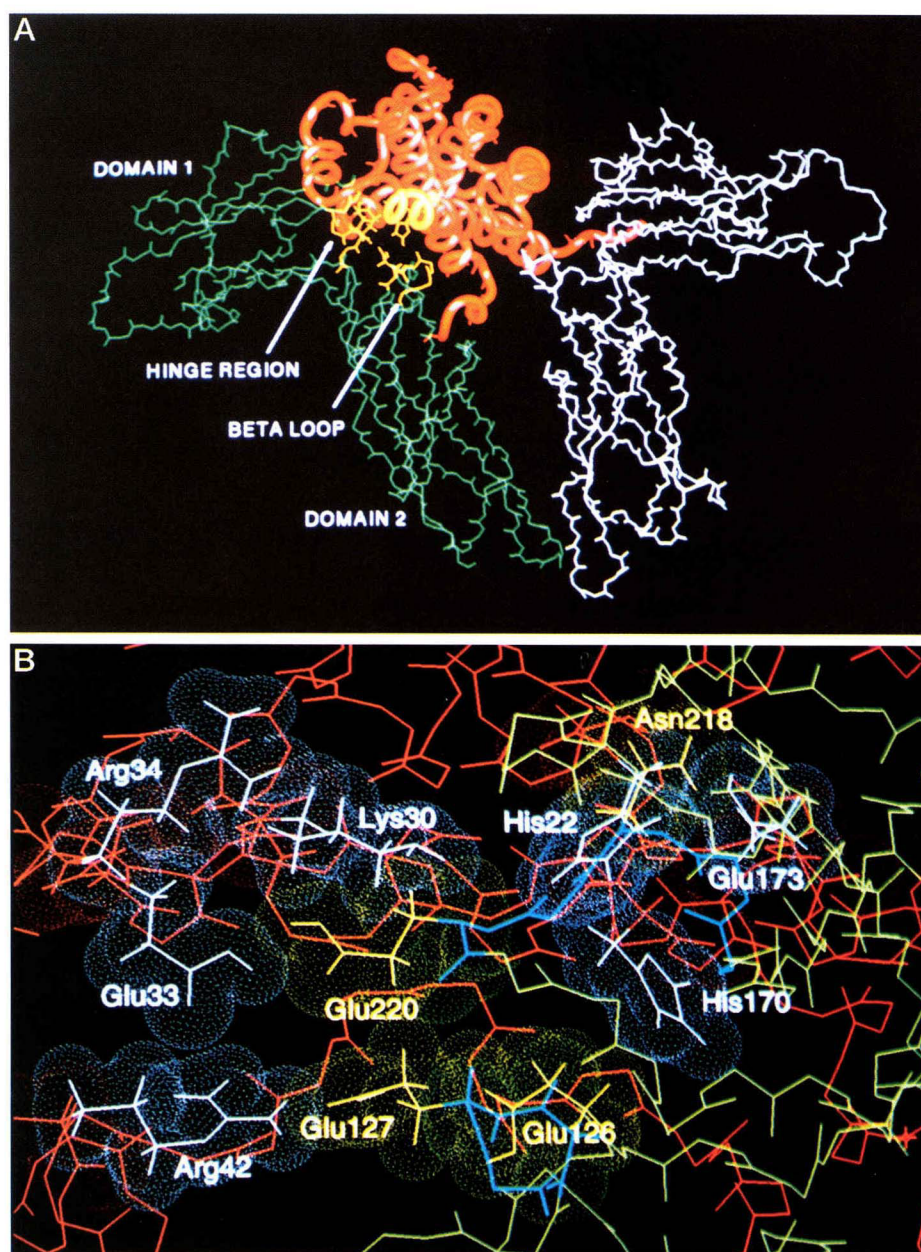 A
DOMAIN 1
HINGE REGION
BETA LOOP
DOMAIN 2
B
Asn218
Arg34
Lys30
His22
Glu173
Glu33
Glu220
His170
Glu127
Glu126
Arg42